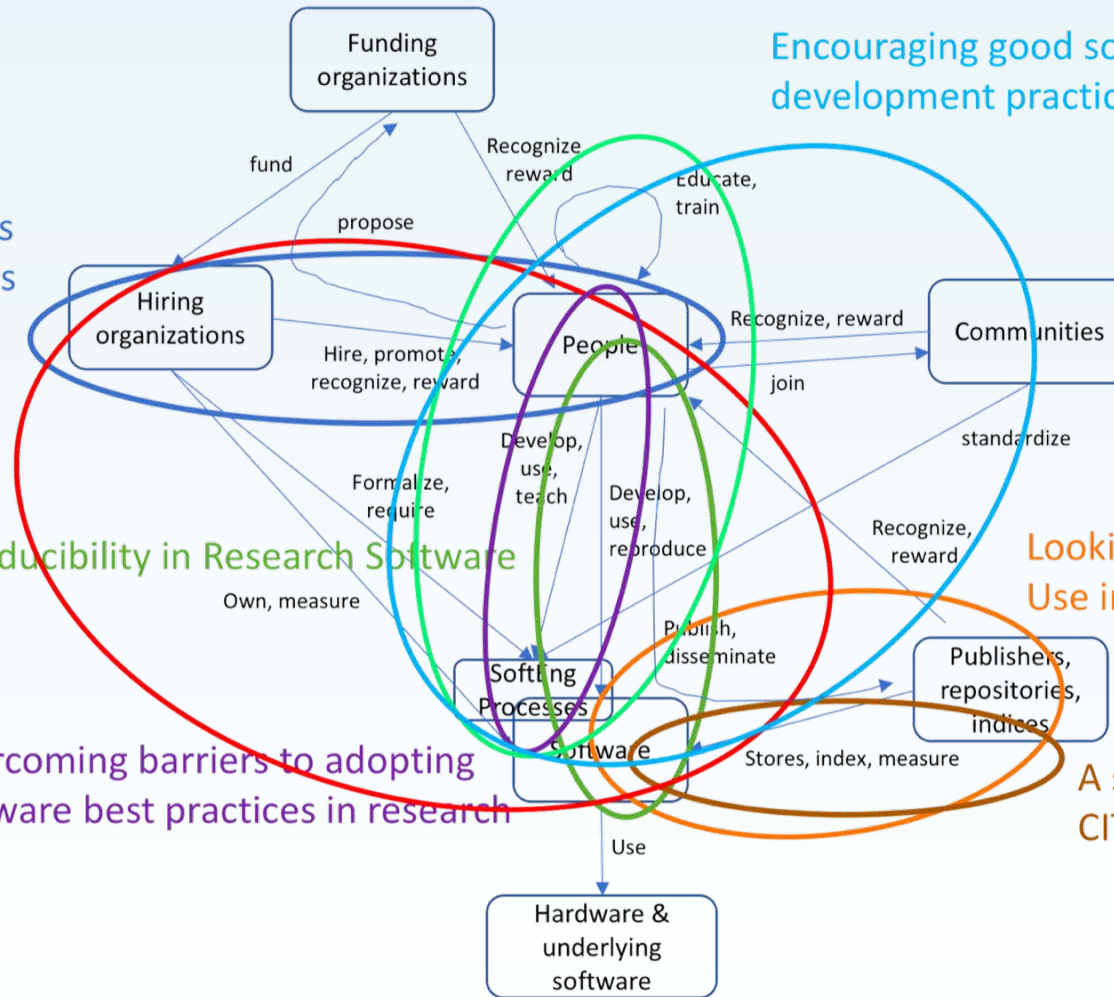 Funding
organizations
Encouraging good so
development practic
fund
Recognize
reward
Educate,
train
propose
s
s
Hiring
organizations
People
Recognize, reward
Communities
Hire, promote,
recognize, reward
join
Develop,
use,
teach
standardize
Formalize,
require
Develop,
use,
reproduce
Recognize,
reward
ducibility in Research Software
Looki
Use i
Own, measure
Publish,
disseminate
Publishers,
repositories,
indices
SoftEng
Processes
Software
rcoming barriers to adopting
ware best practices in research
Stores, index, measure
A s
CI
Use
Hardware &
underlying
software